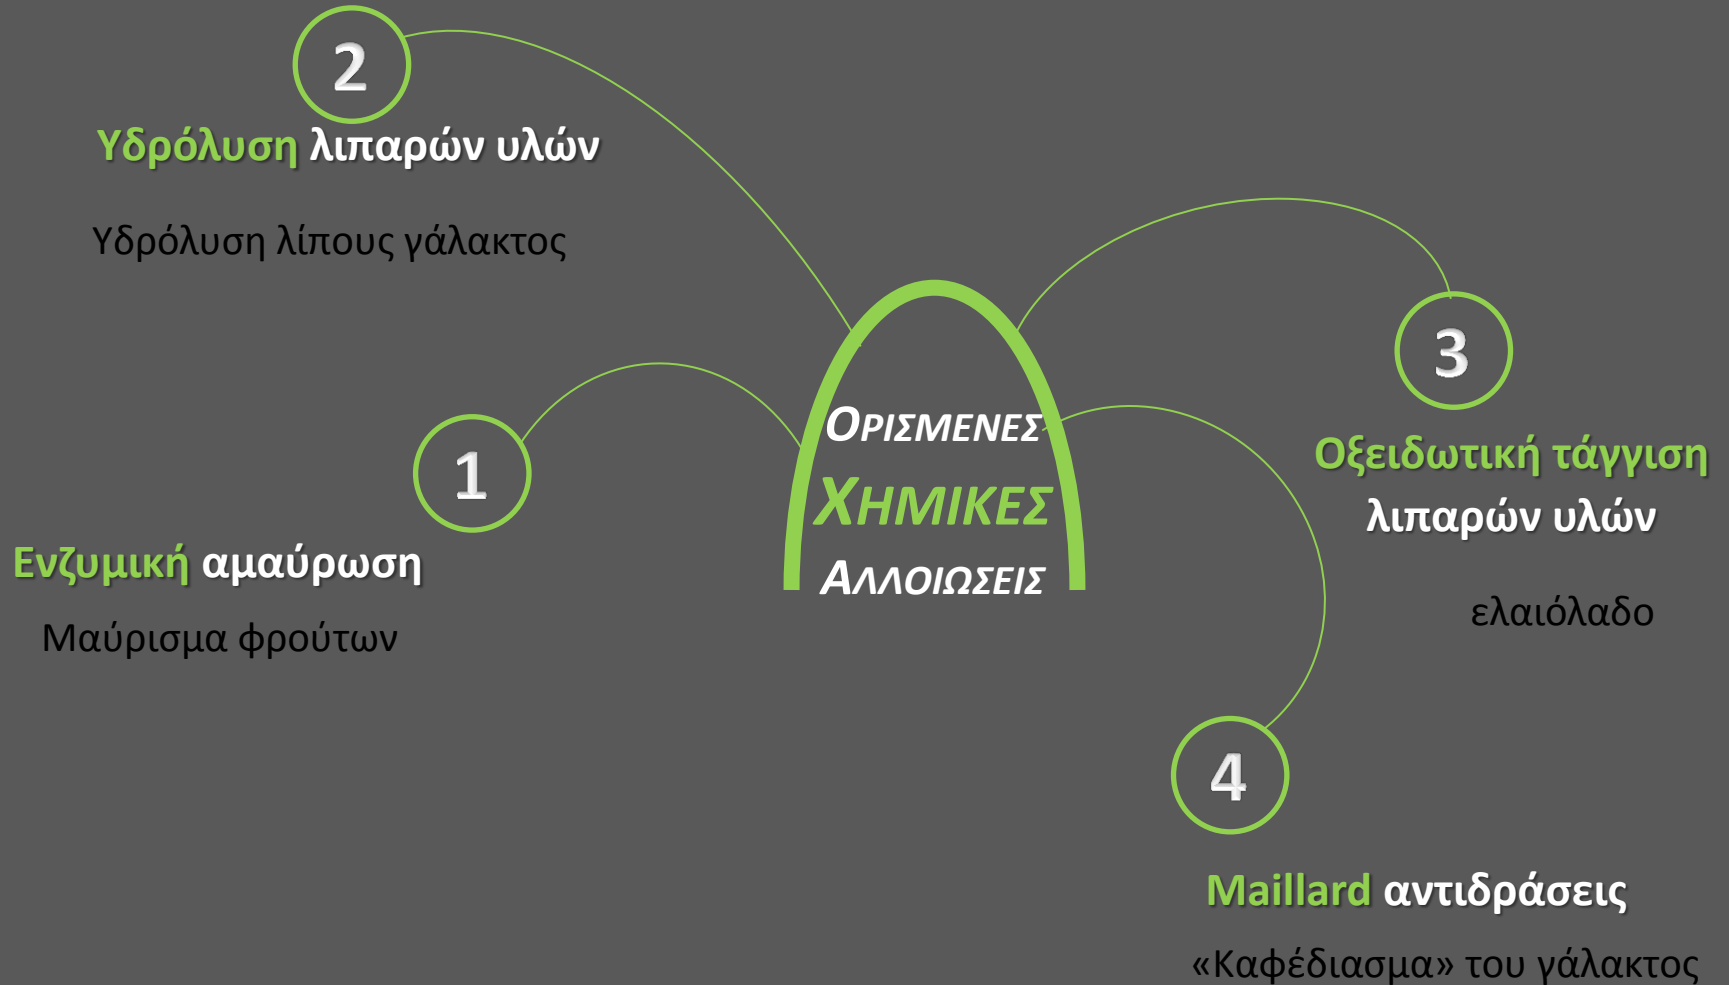 2
Υδρόλυση λιπαρών υλών
Υδρόλυση λίπους γάλακτος
1
Ενζυμική αμαύρωση
Μαύρισμα φρούτων
ΟΡΙΣΜΕΝΕΣ
ΧΗΜΙΚΕΣ
ΑΛΛΟΙΩΣΕΙΣ
3
Οξειδωτική τάγγιση
λιπαρών υλών
ελαιόλαδο
4
Maillard αντιδράσεις
«Καφέδιασμα» του γάλακτος